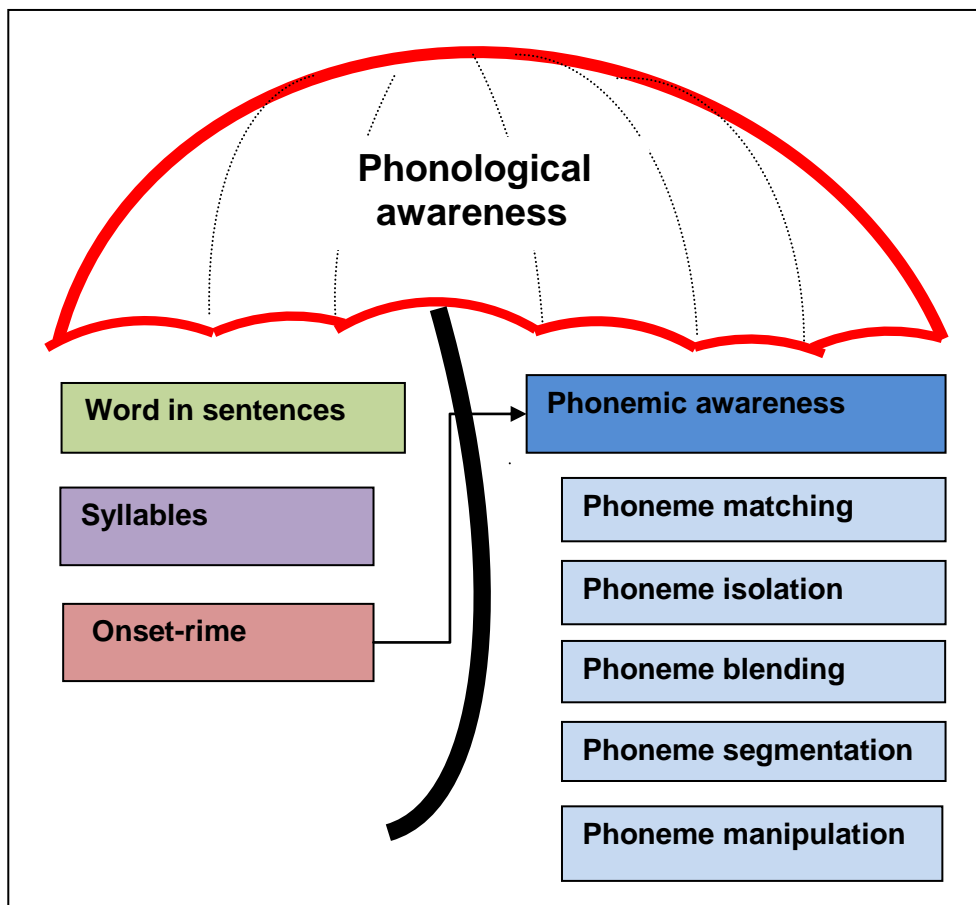 Phonological
awareness
Word in sentences
Syllables
Onset-rime
Phonemic awareness
Phoneme matching
Phoneme isolation
Phoneme blending
Phoneme segmentation
Phoneme manipulation